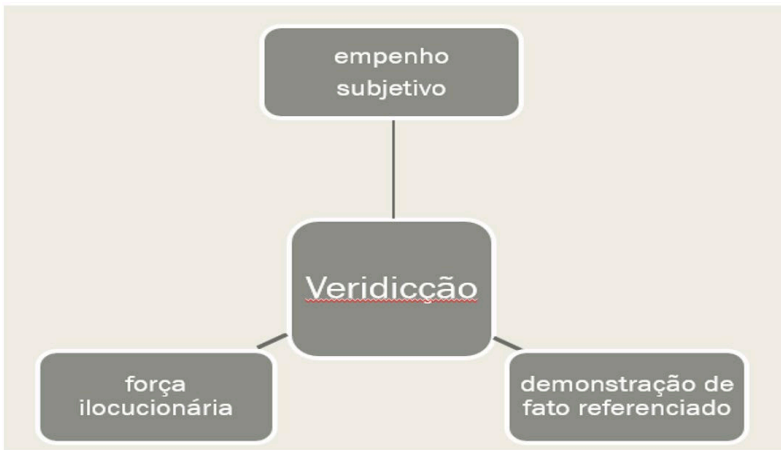 empenho
subjetivo
Veridicção
força
ilocucionária
demonstração de
fato referenciado